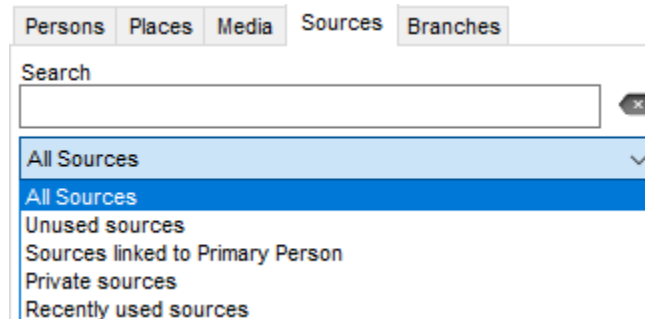 Persons Places Media Sources Branches
Search
All Sources
All Sources
Unused sources
Sources linked to Primary Person
Private sources
Recently used sources